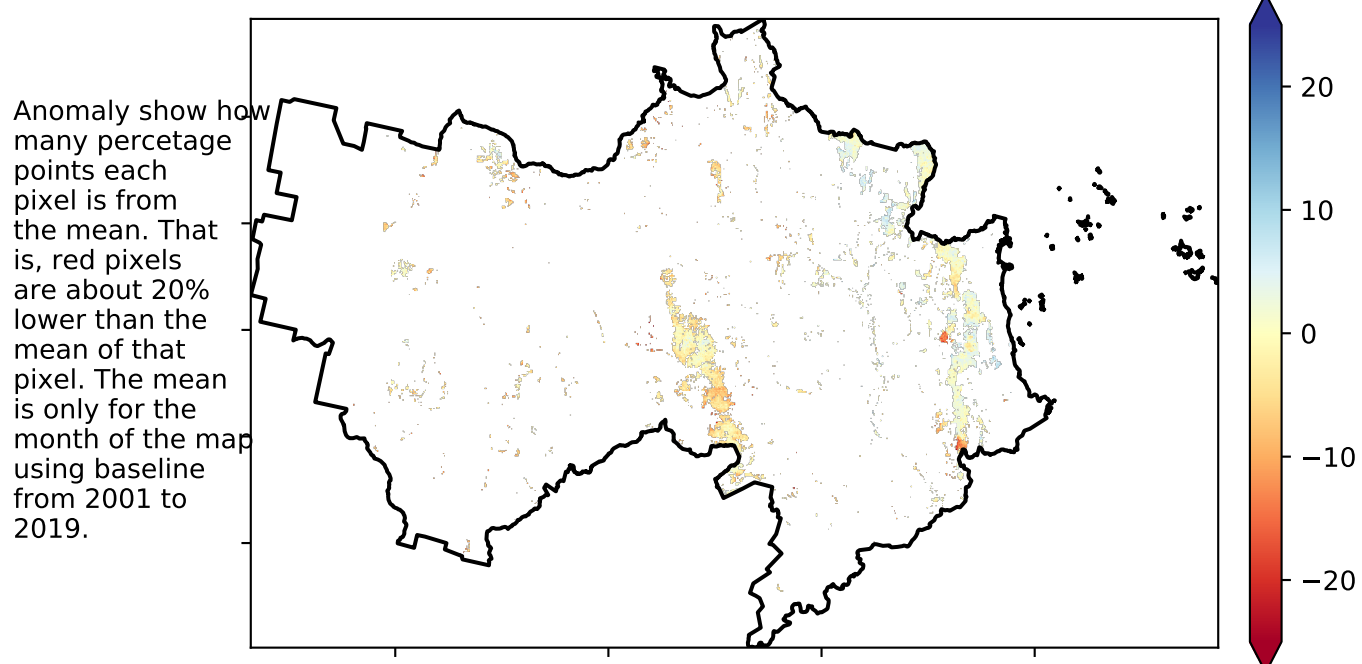 Anomaly show how
many percetage
points each
pixel is from
the mean. That
is, red pixels
are about 20%
lower than the
mean of that
pixel. The mean
is only for the
month of the map
using baseline
from 2001 to
2019.
20
10
0
−10
−20